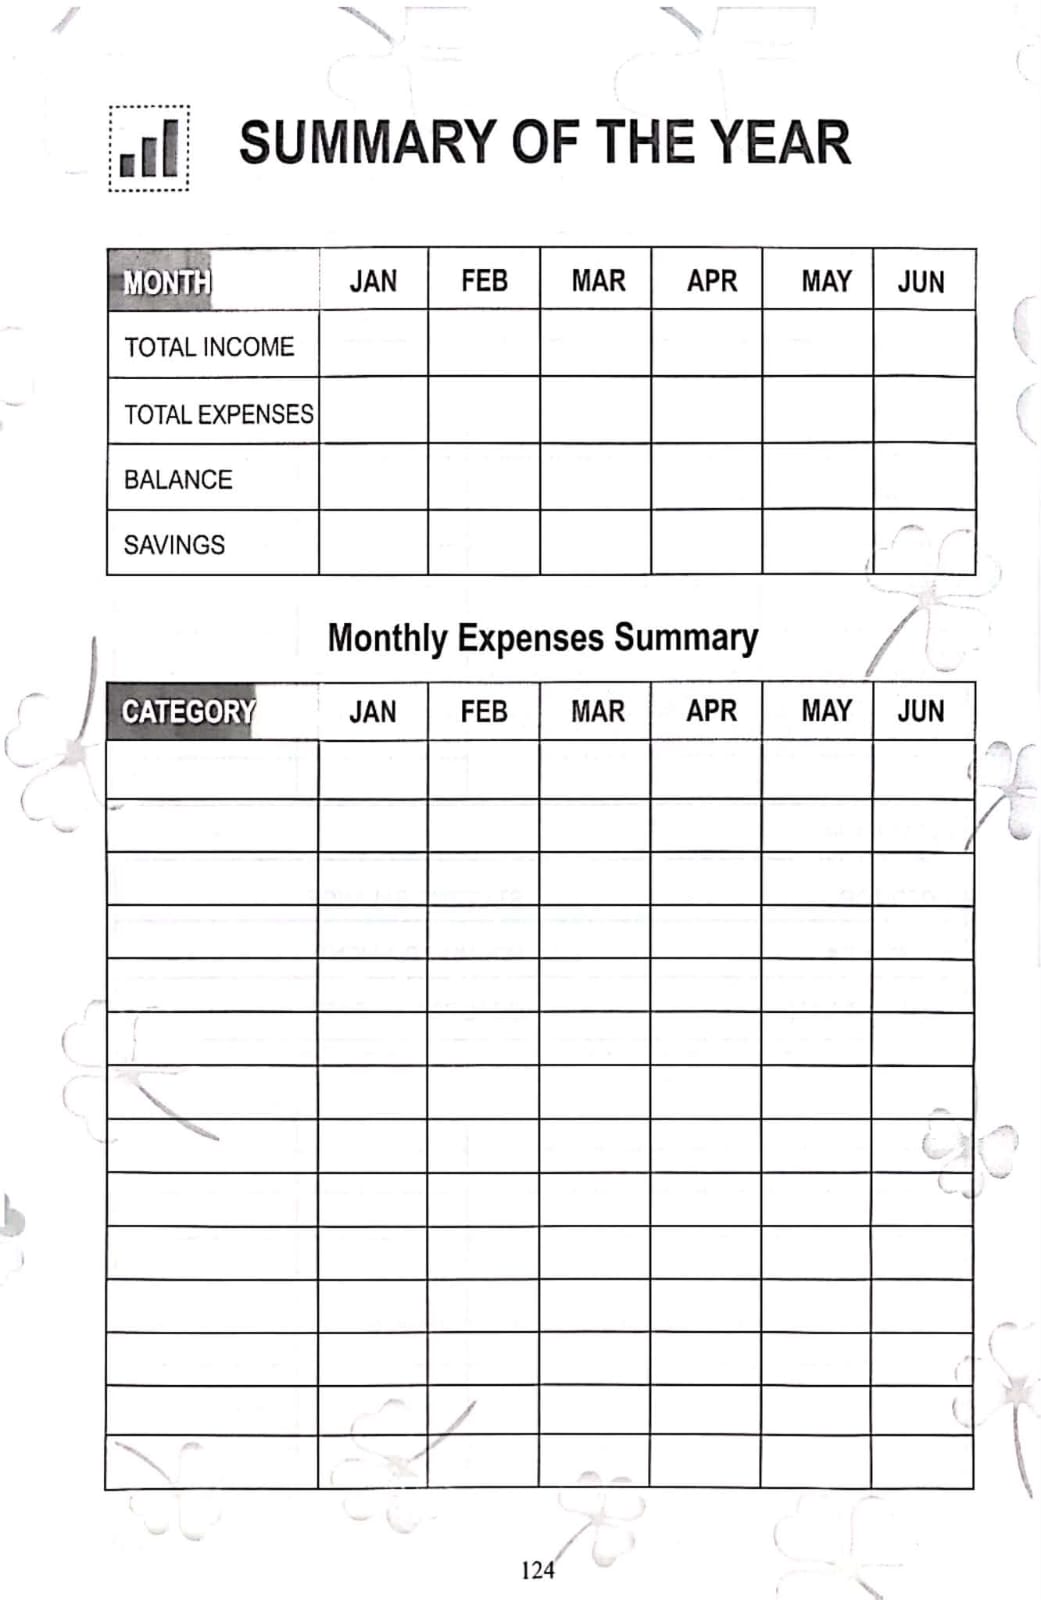 SUMMARY OF THE YEAR
MONTH JAN FEB MAR APR MAY JUN
TOTAL INCOME
TOTAL EXPENSES
BALANCE
SAVINGS
Monthly Expenses Summary
CATEGORY JAN FEB MAR APR MAY JUN
124